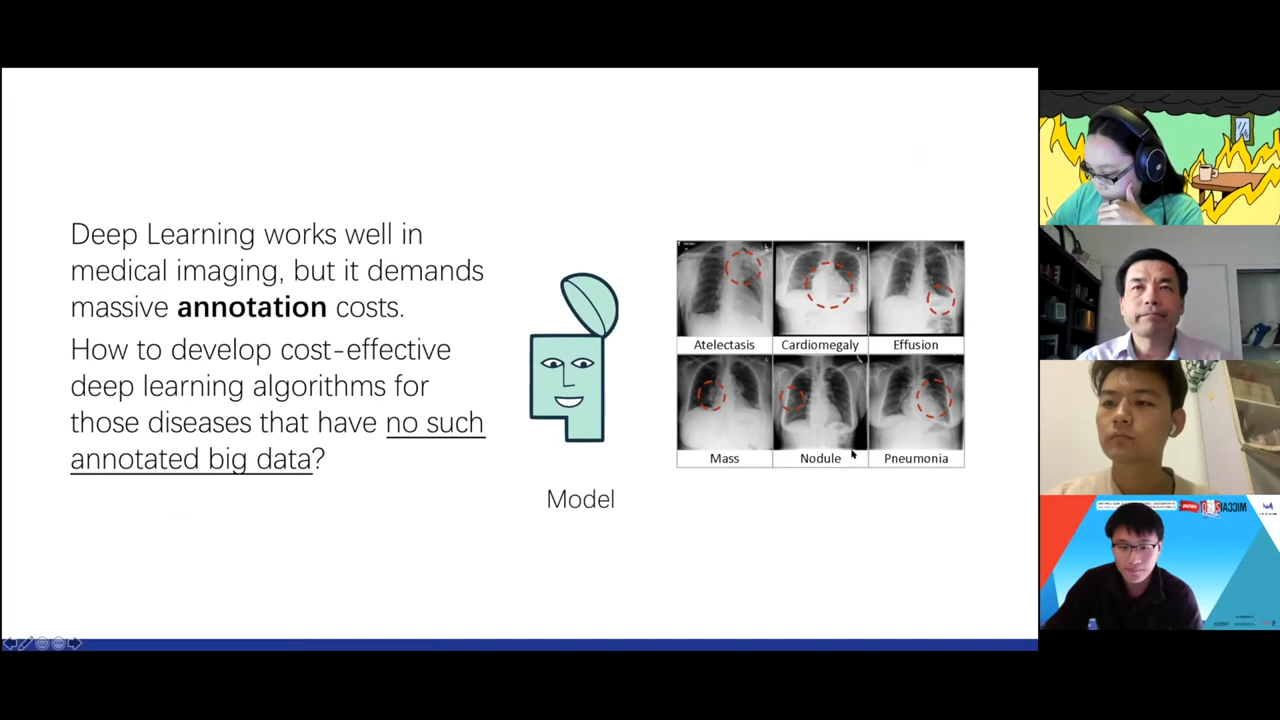 Deep Learning works well in
medical imaging, but it demands
massive annotation costs.
How to develop cost-effective
deep learning algorithms for
those diseases that have no such
annotated big data?
Model
Atelectasis
Cardiomegaly
Effusion
Mass
Nodule
Pneumonia